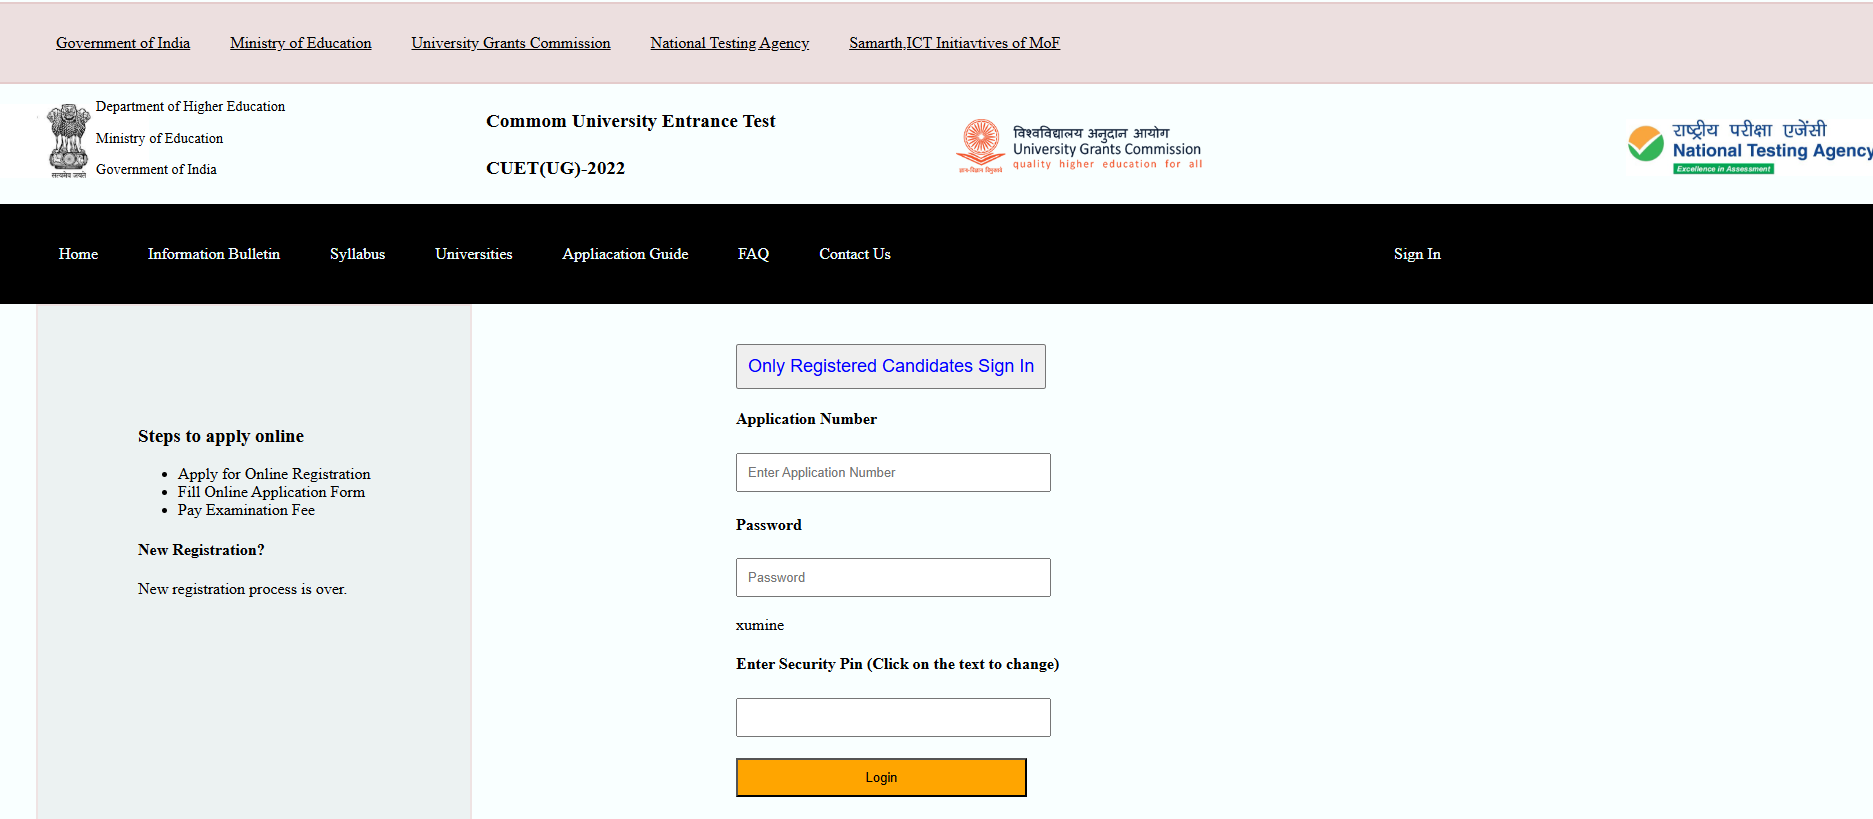 Government of India Ministry of Education University Grants Commission National Testing Agency Samarth,ICT Initiavtives of MoF
Department of Higher Education
Ministry of Education
Government of India
सत्यमेव जयते
Commom University Entrance Test
CUET(UG)-2022
विश्वविद्यालय अनुदान आयोग
University Grants Commission
quality higher education for all
ज्ञान-विज्ञान विमुक्तये
राष्ट्रीय परीक्षा एजेंसी
National Testing Agency
Excellence in Assessment
Home Information Bulletin Syllabus Universities Appliacation Guide FAQ Contact Us Sign In
Steps to apply online
Apply for Online Registration
Fill Online Application Form
Pay Examination Fee
New Registration?
New registration process is over.
Only Registered Candidates Sign In
Application Number
Enter Application Number
Password
Password
xumine
Enter Security Pin (Click on the text to change)
Login